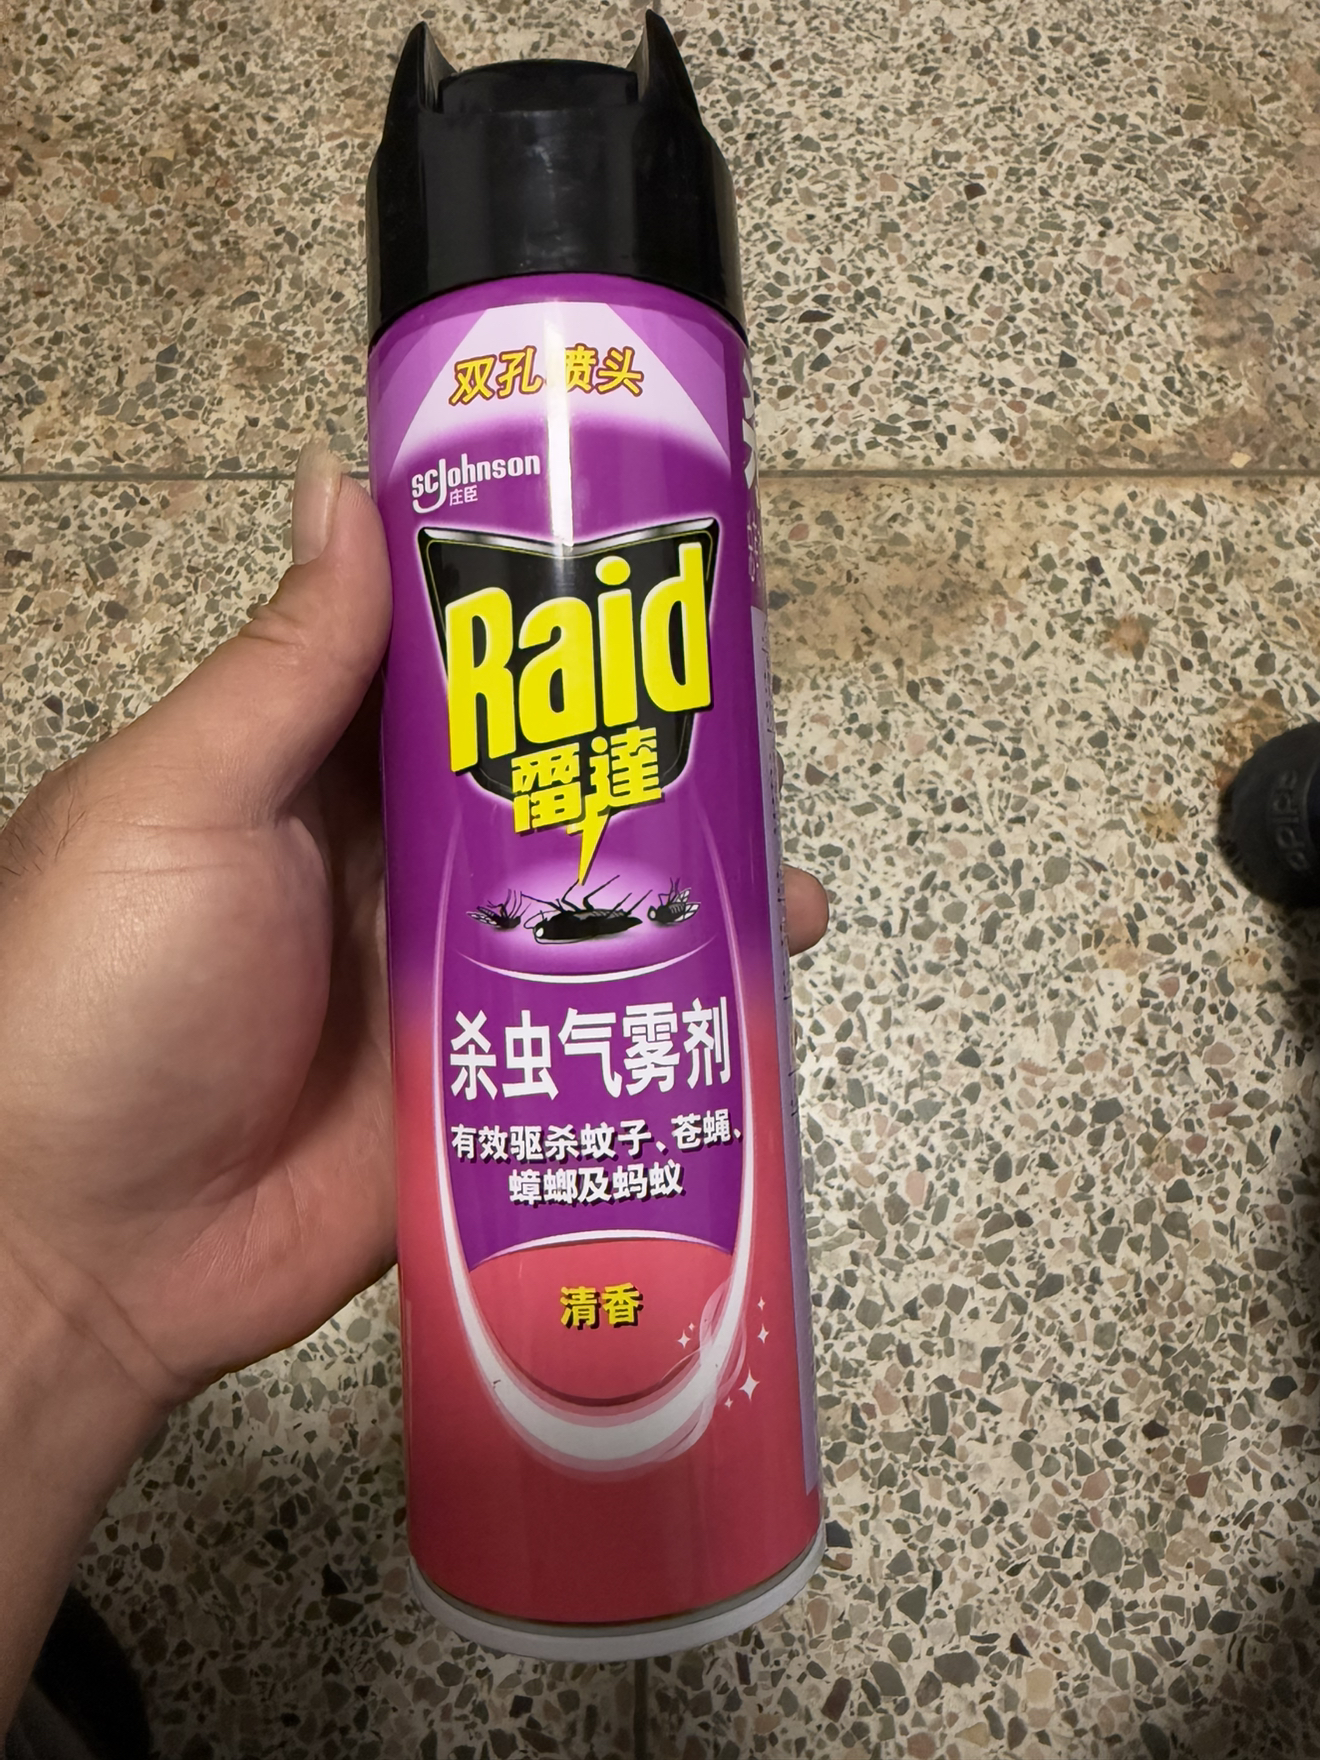 双孔喷头
scJohnson
庄臣
Raid
雷達
杀虫气雾剂
有效驱杀蚊子、苍蝇、
蟑螂及蚂蚁
清香